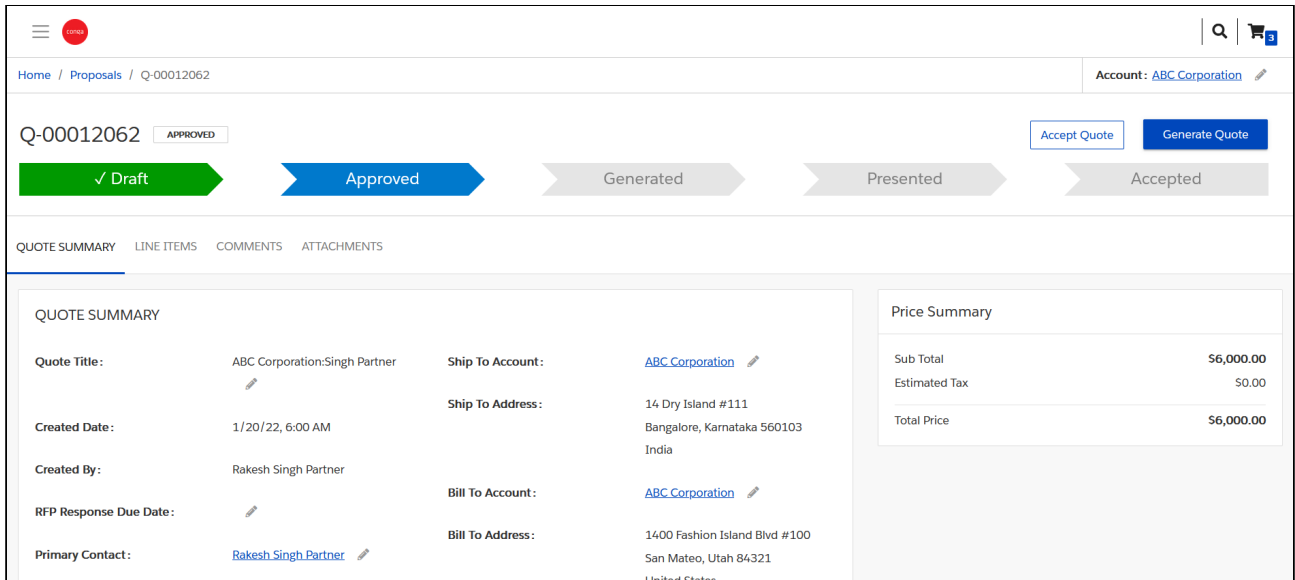 conga
3
Home / Proposals / Q-00012062
Account: ABC Corporation
Q-00012062 APPROVED
Accept Quote
Generate Quote
✓ Draft
Approved
Generated
Presented
Accepted
QUOTE SUMMARY
LINE ITEMS
COMMENTS
ATTACHMENTS
QUOTE SUMMARY
Quote Title: ABC Corporation:Singh Partner
Created Date: 1/20/22, 6:00 AM
Created By: Rakesh Singh Partner
RFP Response Due Date:
Primary Contact: Rakesh Singh Partner
Ship To Account: ABC Corporation
Ship To Address: 14 Dry Island #111
Bangalore, Karnataka 560103
India
Bill To Account: ABC Corporation
Bill To Address: 1400 Fashion Island Blvd #100
San Mateo, Utah 84321
United States
Price Summary
Sub Total $6,000.00
Estimated Tax $0.00
Total Price $6,000.00